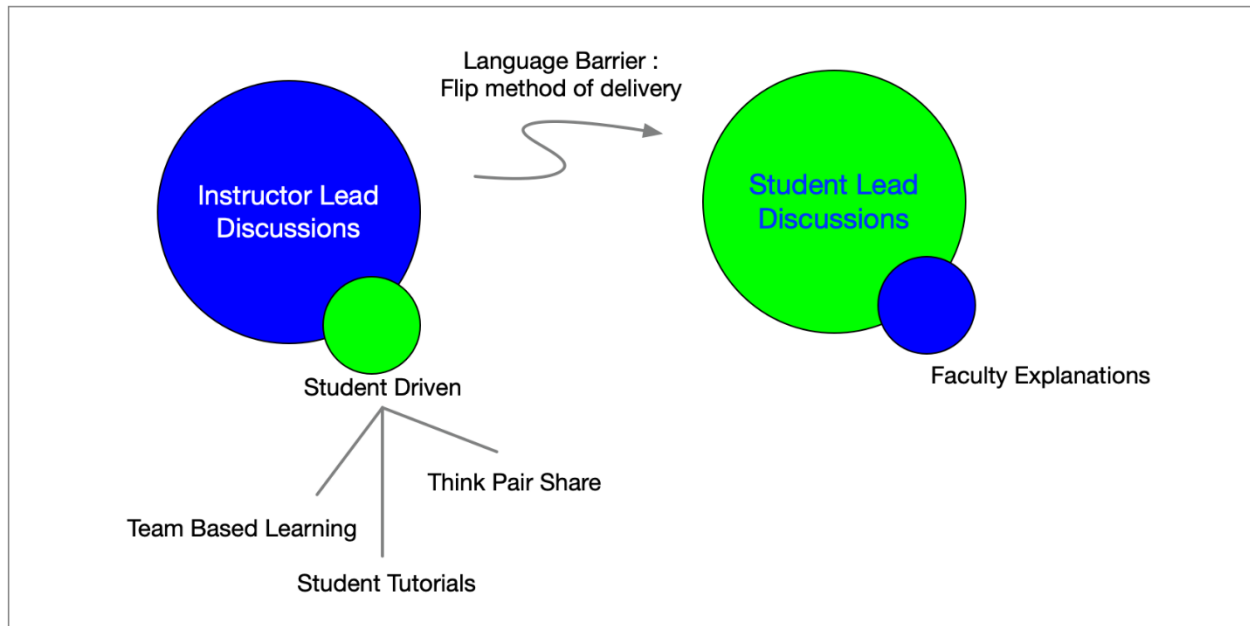 Language Barrier :
Flip method of delivery
Instructor Lead
Discussions
Student Lead
Discussions
Student Driven
Faculty Explanations
Think Pair Share
Team Based Learning
Student Tutorials